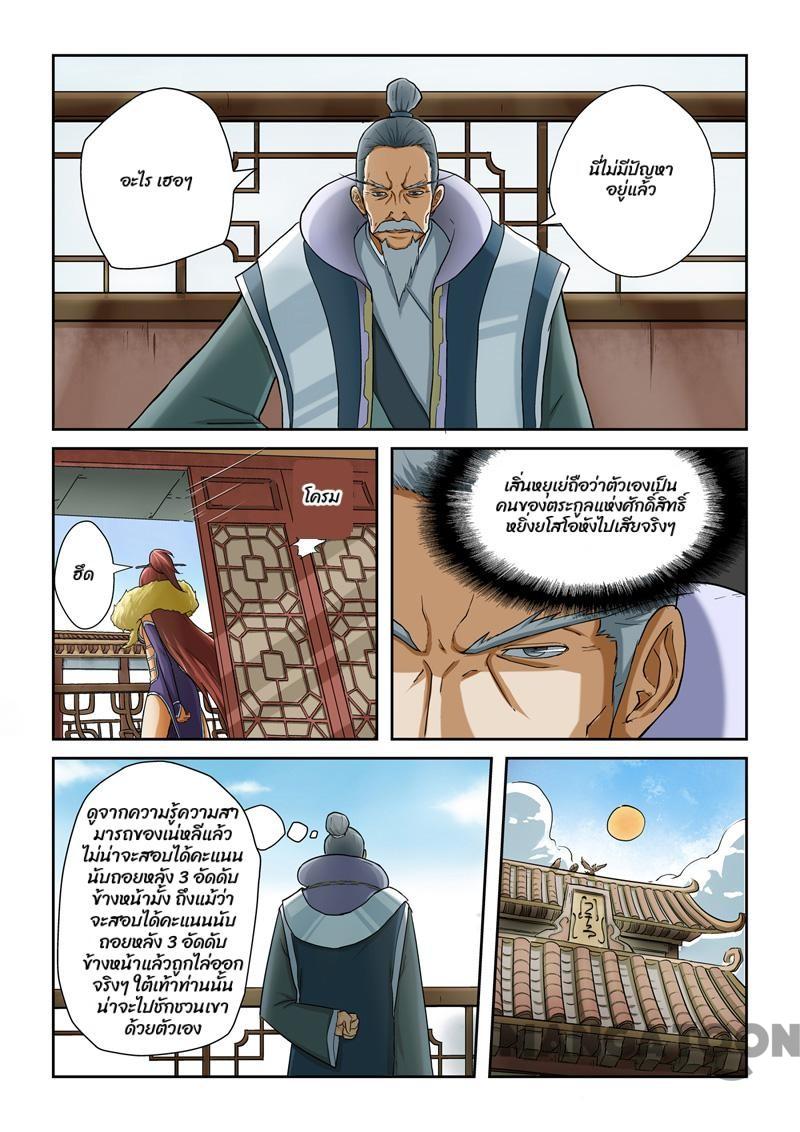 อะไร เฮอๆ
นี่ไม่มีปัญหา
อยู่แล้ว
โครม
ฮึด
เสิ่นหยุเย่ถือว่าตัวเองเป็น
คนของตระกูลแห่งศักดิ์สิทธิ์
หยิ่งยโสโอหังไปเสียจริงๆ
ดูจากความรู้ความสา
มารถของเน่หลีแล้ว
ไม่น่าจะสอบได้คะแนน
นับถอยหลัง 3 อัดดับ
ข้างหน้ามั้ง ถึงแม้ว่า
จะสอบได้คะแนนนับ
ถอยหลัง 3 อัดดับ
ข้างหน้าแล้วถูกไล่ออก
จริงๆ ใต้เท้าท่านนั้น
น่าจะไปชักชวนเขา
ด้วยตัวเอง